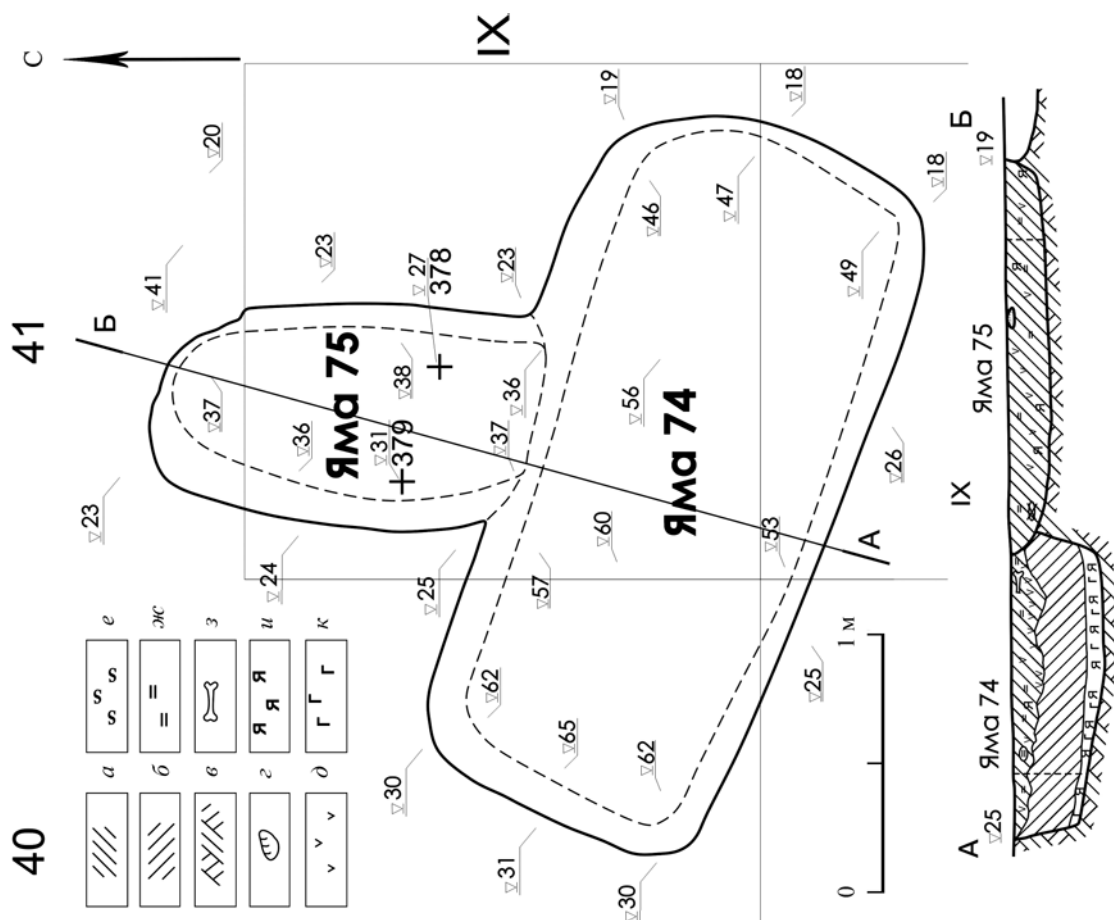 40
41
С
IX
а
е
б
ж
в
з
г
и
д
к
s s s
= =
Я Я Я
Г Г Г
v v v
Б
20
41
23
37
23
36
38
27
378
31
379
Яма 75
24
23
19
36
37
25
18
57
60
56
46
47
18
62
65
62
Яма 74
53
49
30
31
30
25
26
А
0
1 м
А
25
Яма 74
IX
Яма 75
19
Б
Я Г Я Г Я Г Я Г Я